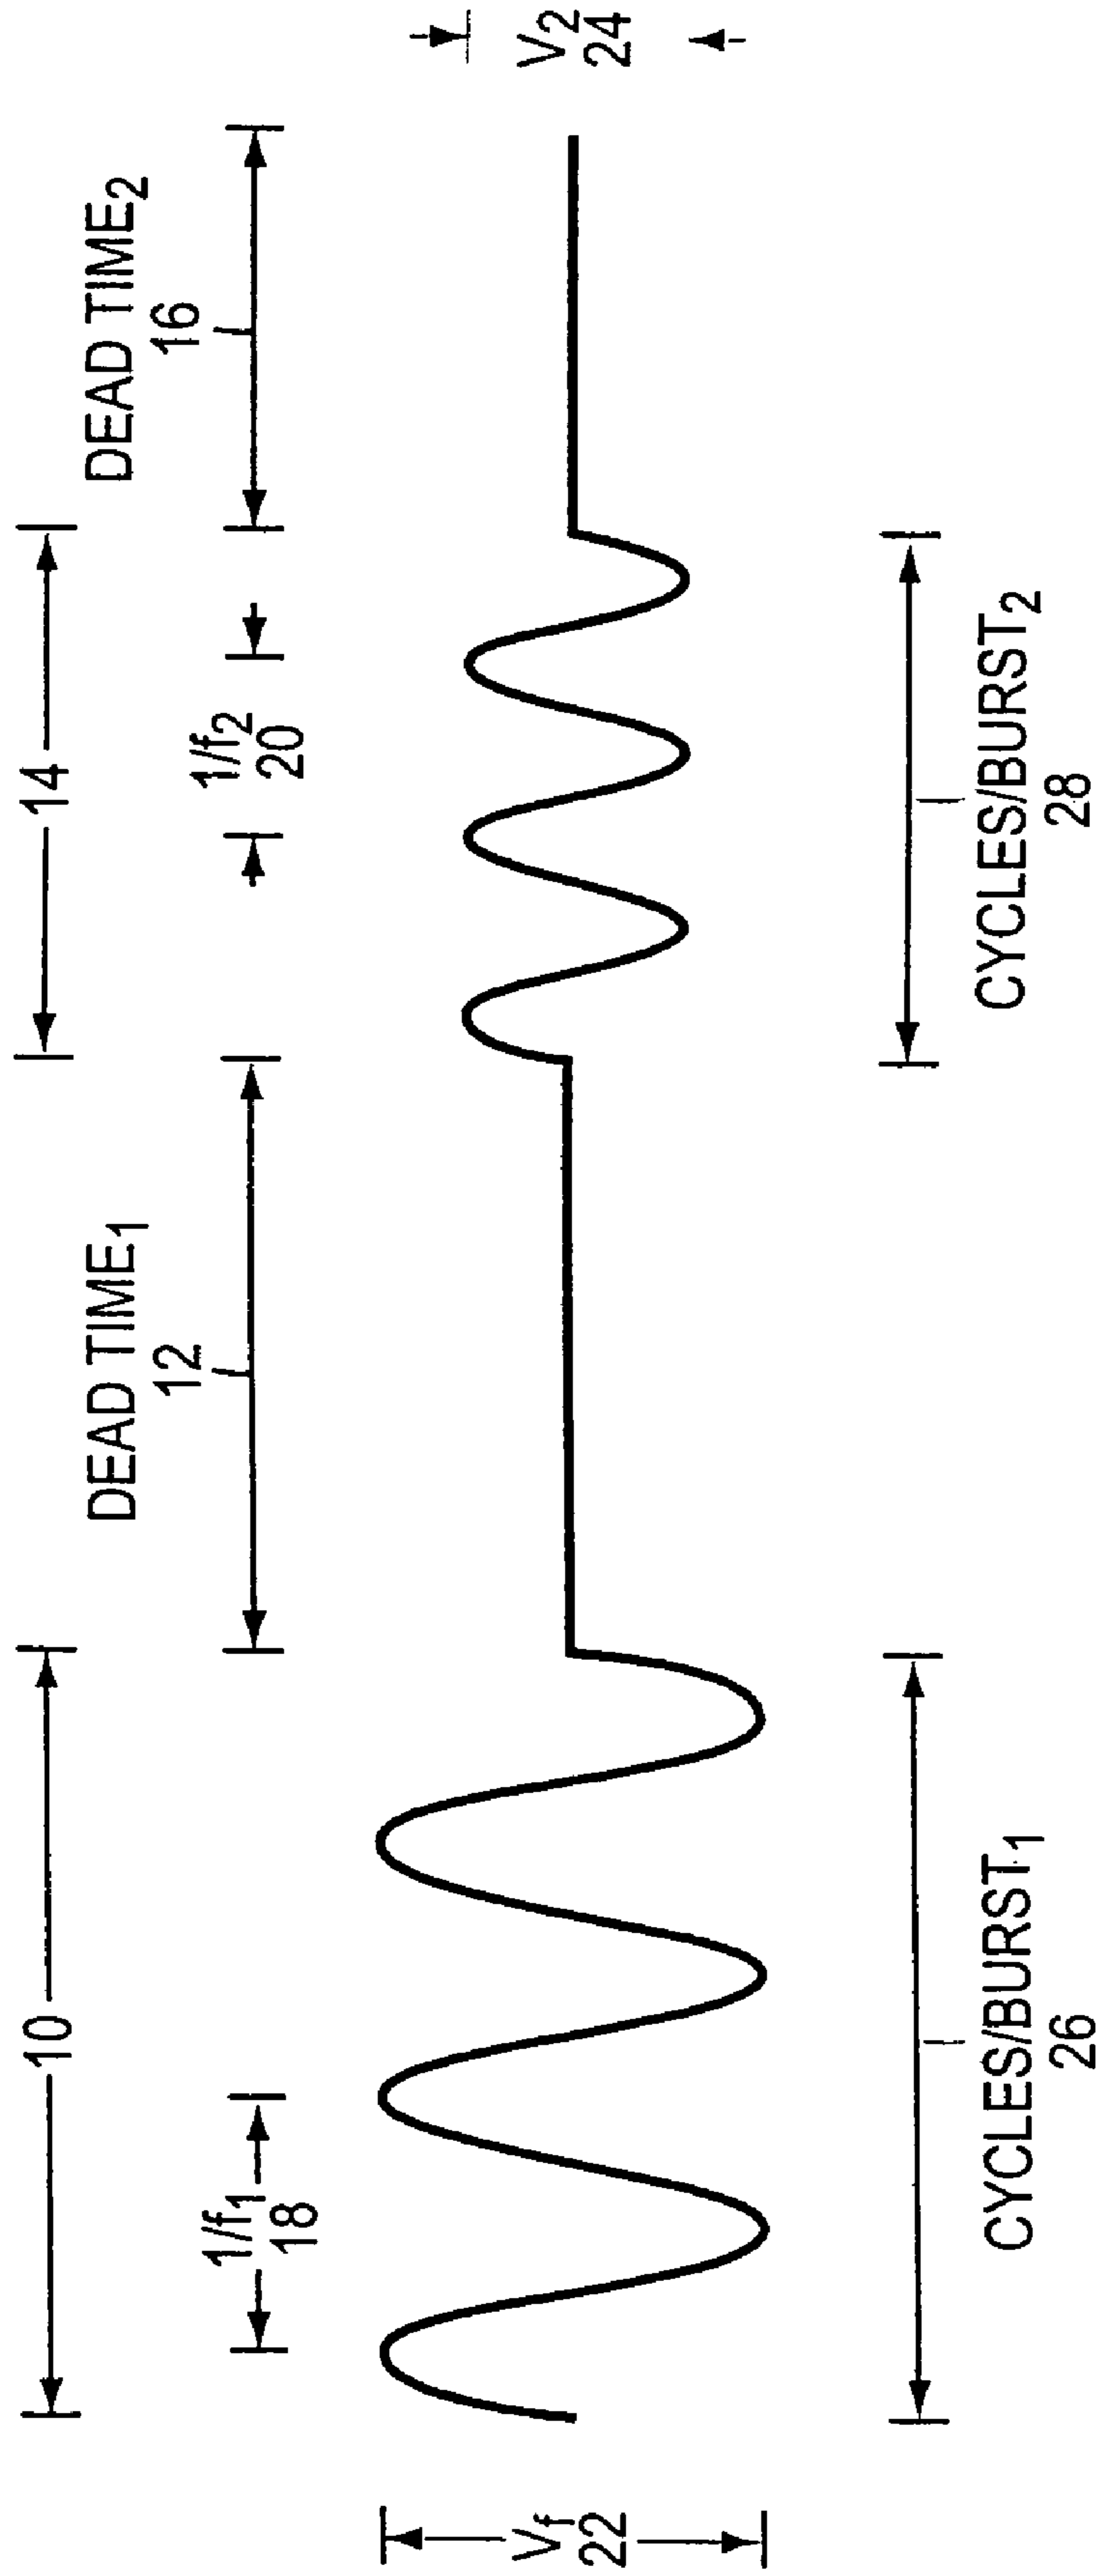 10
14
DEAD TIME₁
12
DEAD TIME₂
16
1/f₁
18
1/f₂
20
V_f
22
V₂
24
CYCLES/BURST₁
26
CYCLES/BURST₂
28